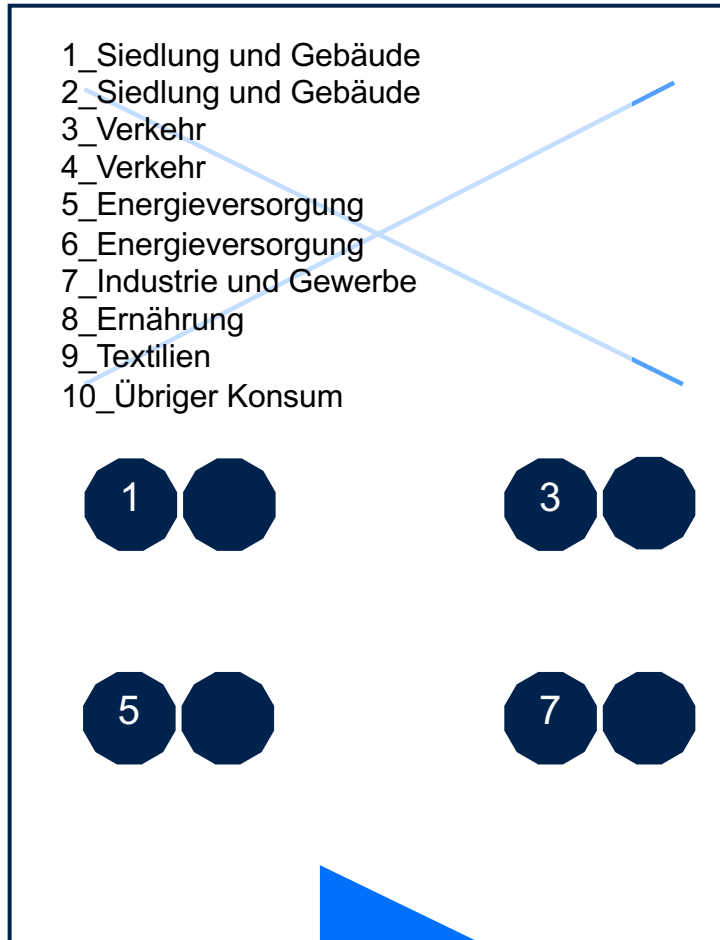 1_Siedlung und Gebäude
2_Siedlung und Gebäude
3_Verkehr
4_Verkehr
5_Energieversorgung
6_Energieversorgung
7_Industrie und Gewerbe
8_Ernährung
9_Textilien
10_Übriger Konsum
1 3
5 7